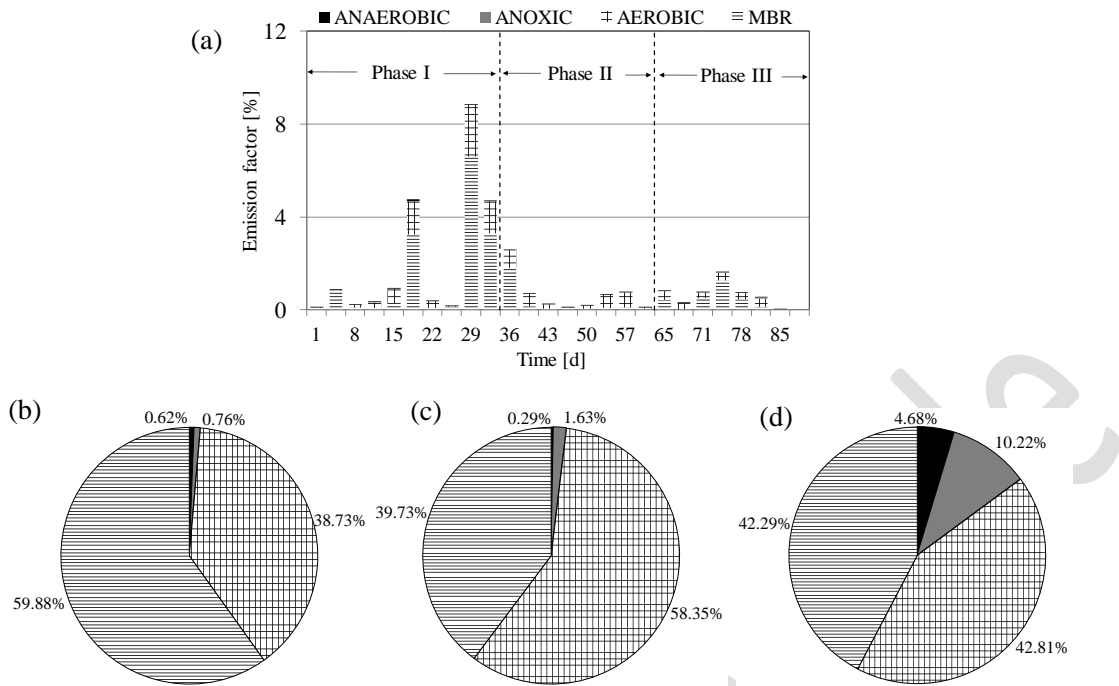 ANAEROBIC ANOXIC AEROBIC MBR
(a)
12
8
4
0
Emission factor [%]
Phase I Phase II Phase III
1 8 15 22 29 36 43 50 57 65 71 78 85
Time [d]
(b)
0.62% 0.76%
38.73%
59.88%
(c)
0.29% 1.63%
39.73%
58.35%
(d)
4.68%
10.22%
42.29%
42.81%